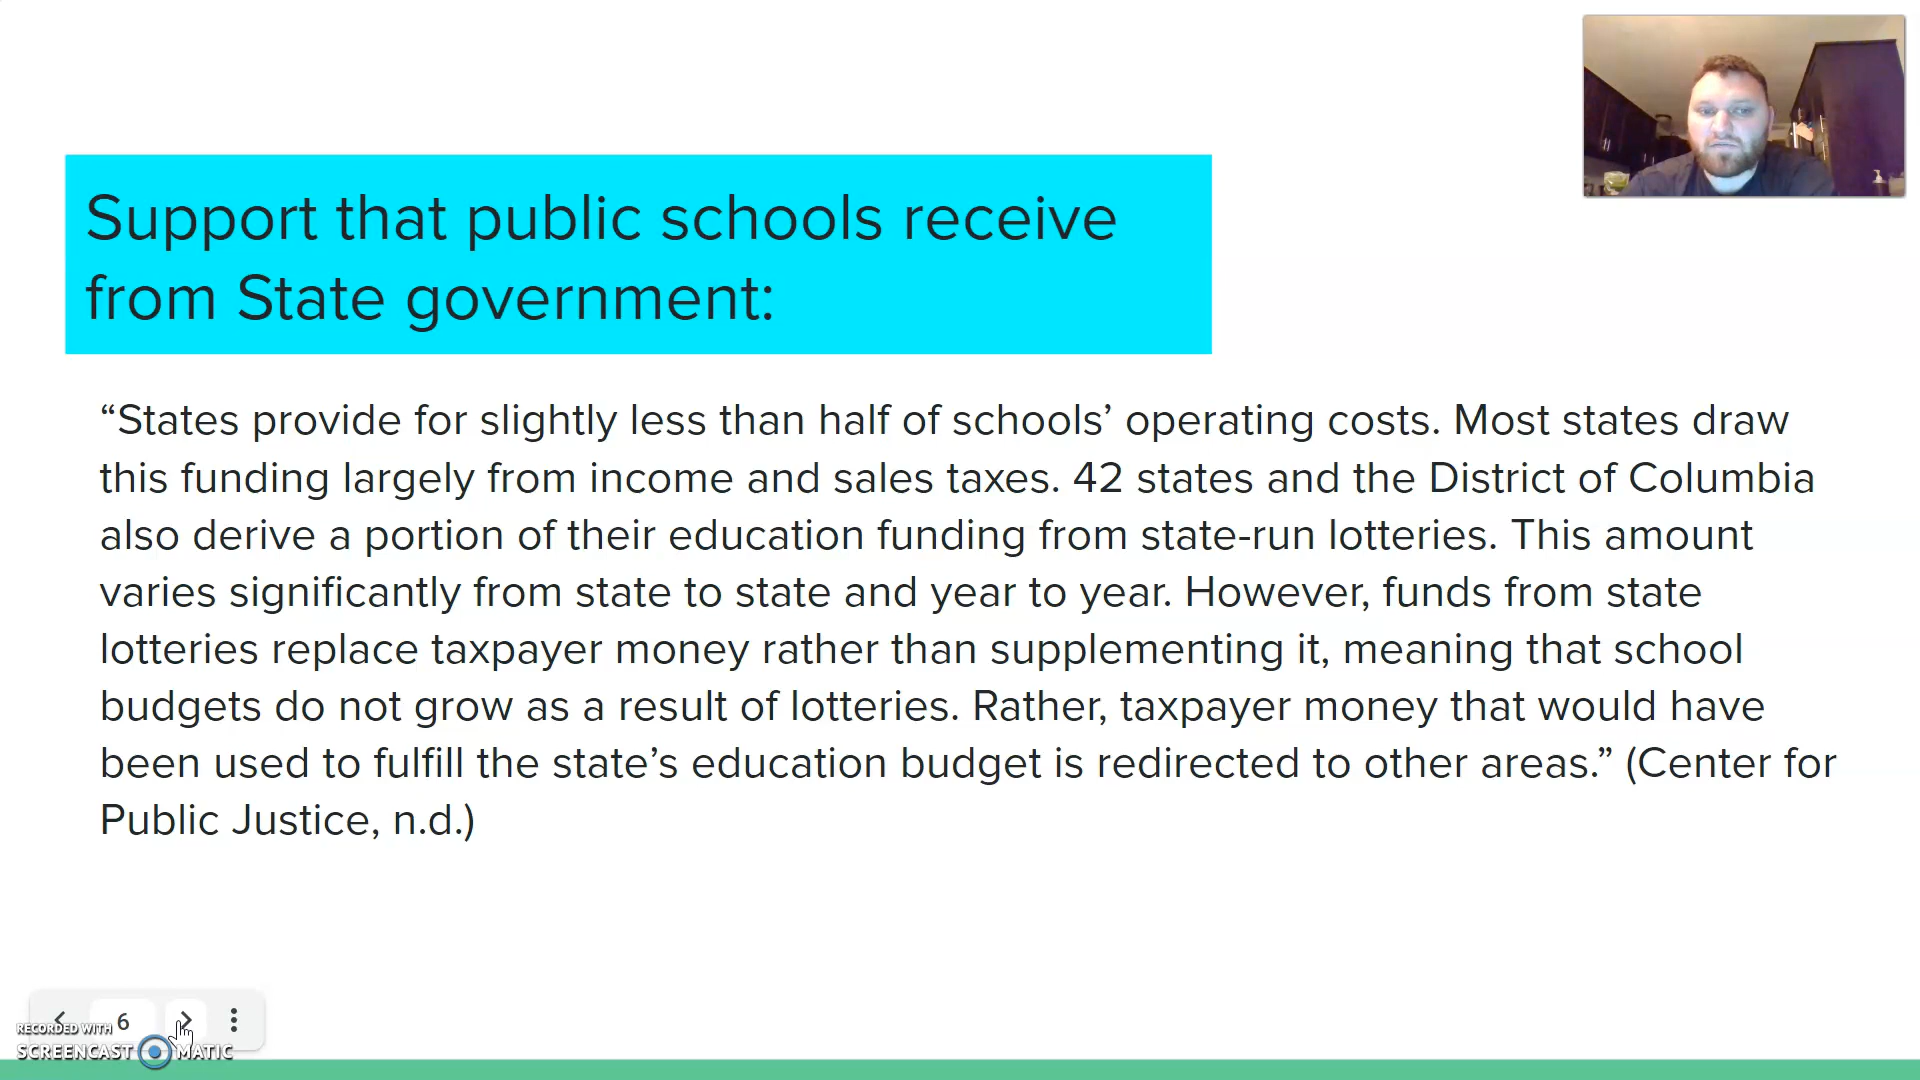 Support that public schools receive
from State government:
“States provide for slightly less than half of schools’ operating costs. Most states draw
this funding largely from income and sales taxes. 42 states and the District of Columbia
also derive a portion of their education funding from state-run lotteries. This amount
varies significantly from state to state and year to year. However, funds from state
lotteries replace taxpayer money rather than supplementing it, meaning that school
budgets do not grow as a result of lotteries. Rather, taxpayer money that would have
been used to fulfill the state’s education budget is redirected to other areas.” (Center for
Public Justice, n.d.)
6
RECORDED WITH
SCREENCAST MATIC